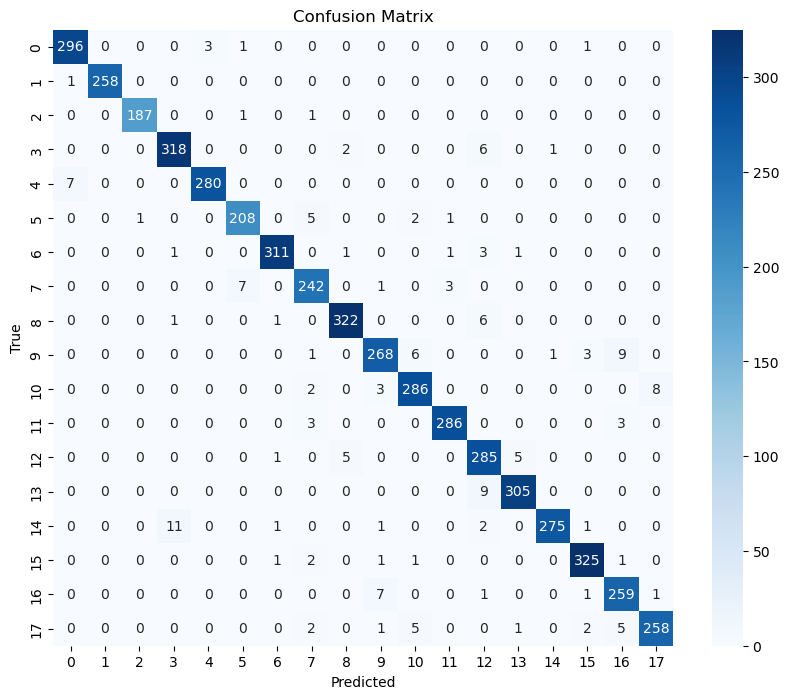 Confusion Matrix
0 296 0 0 0 3 1 0 0 0 0 0 0 0 0 0 1 0 0
1 1 258 0 0 0 0 0 0 0 0 0 0 0 0 0 0 0 0
2 0 0 187 0 0 1 0 1 0 0 0 0 0 0 0 0 0 0
3 0 0 0 318 0 0 0 0 2 0 0 0 6 0 1 0 0 0
4 7 0 0 0 280 0 0 0 0 0 0 0 0 0 0 0 0 0
5 0 0 1 0 0 208 0 5 0 0 2 1 0 0 0 0 0 0
6 0 0 0 1 0 0 311 0 1 0 0 1 3 1 0 0 0 0
7 0 0 0 0 0 7 0 242 0 1 0 3 0 0 0 0 0 0
8 0 0 0 1 0 0 1 0 322 0 0 0 6 0 0 0 0 0
9 0 0 0 0 0 0 0 1 0 268 6 0 0 0 1 3 9 0
10 0 0 0 0 0 0 0 2 0 3 286 0 0 0 0 0 0 8
11 0 0 0 0 0 0 0 3 0 0 0 286 0 0 0 0 3 0
12 0 0 0 0 0 0 1 0 5 0 0 0 285 5 0 0 0 0
13 0 0 0 0 0 0 0 0 0 0 0 0 9 305 0 0 0 0
14 0 0 0 11 0 0 1 0 0 1 0 0 2 0 275 1 0 0
15 0 0 0 0 0 0 1 2 0 1 1 0 0 0 0 325 1 0
16 0 0 0 0 0 0 0 0 0 7 0 0 1 0 0 1 259 1
17 0 0 0 0 0 0 0 2 0 1 5 0 0 1 0 2 5 258
0 1 2 3 4 5 6 7 8 9 10 11 12 13 14 15 16 17
Predicted
True
300
250
200
150
100
50
0